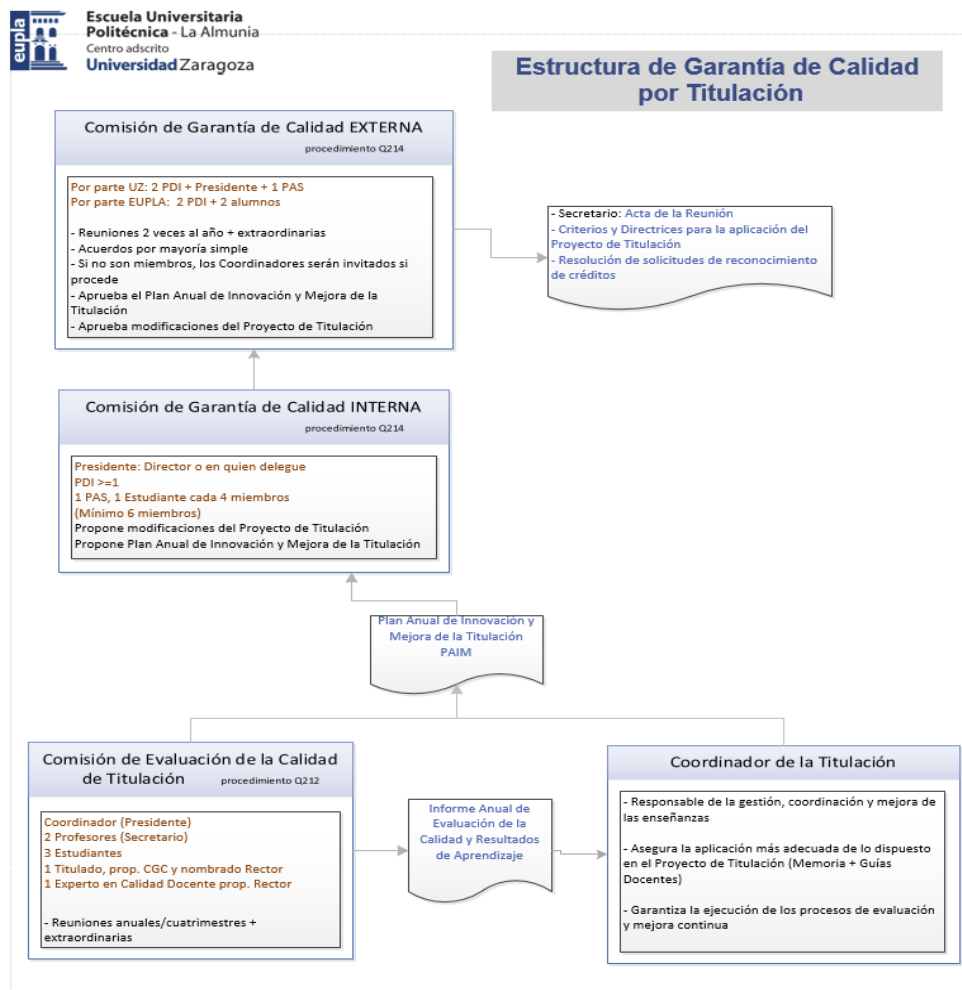 eupla
Escuela Universitaria
Politécnica - La Almunia
Centro adscrito
Universidad Zaragoza
Estructura de Garantía de Calidad
por Titulación
Comisión de Garantía de Calidad EXTERNA
procedimiento Q214
Por parte UZ: 2 PDI + Presidente + 1 PAS
Por parte EUPLA: 2 PDI + 2 alumnos
- Reuniones 2 veces al año + extraordinarias
- Acuerdos por mayoría simple
- Si no son miembros, los Coordinadores serán invitados si
procede
- Aprueba el Plan Anual de Innovación y Mejora de la
Titulación
- Aprueba modificaciones del Proyecto de Titulación
- Secretario: Acta de la Reunión
- Criterios y Directrices para la aplicación del
Proyecto de Titulación
- Resolución de solicitudes de reconocimiento
de créditos
Comisión de Garantía de Calidad INTERNA
procedimiento Q214
Presidente: Director o en quien delegue
PDI >=1
1 PAS, 1 Estudiante cada 4 miembros
(Mínimo 6 miembros)
Propone modificaciones del Proyecto de Titulación
Propone Plan Anual de Innovación y Mejora de la Titulación
Plan Anual de Innovación y
Mejora de la Titulación
PAIM
Comisión de Evaluación de la Calidad
de Titulación procedimiento Q212
Coordinador (Presidente)
2 Profesores (Secretario)
3 Estudiantes
1 Titulado, prop. CGC y nombrado Rector
1 Experto en Calidad Docente prop. Rector
- Reuniones anuales/cuatrimestres +
extraordinarias
Informe Anual de
Evaluación de la
Calidad y Resultados
de Aprendizaje
Coordinador de la Titulación
- Responsable de la gestión, coordinación y mejora de
las enseñanzas
- Asegura la aplicación más adecuada de lo dispuesto
en el Proyecto de Titulación (Memoria + Guías
Docentes)
- Garantiza la ejecución de los procesos de evaluación
y mejora continua